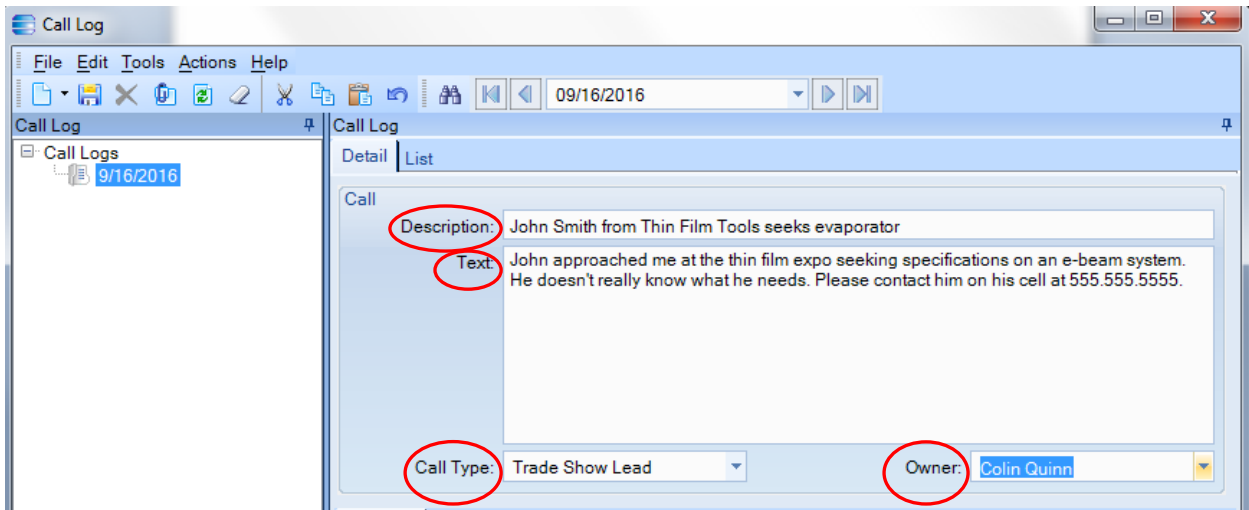 Call Log
File Edit Tools Actions Help
09/16/2016
Call Log
Call Log
Call Logs
9/16/2016
Detail List
Call
Description: John Smith from Thin Film Tools seeks evaporator
Text: John approached me at the thin film expo seeking specifications on an e-beam system.
He doesn't really know what he needs. Please contact him on his cell at 555.555.5555.
Call Type: Trade Show Lead Owner: Colin Quinn